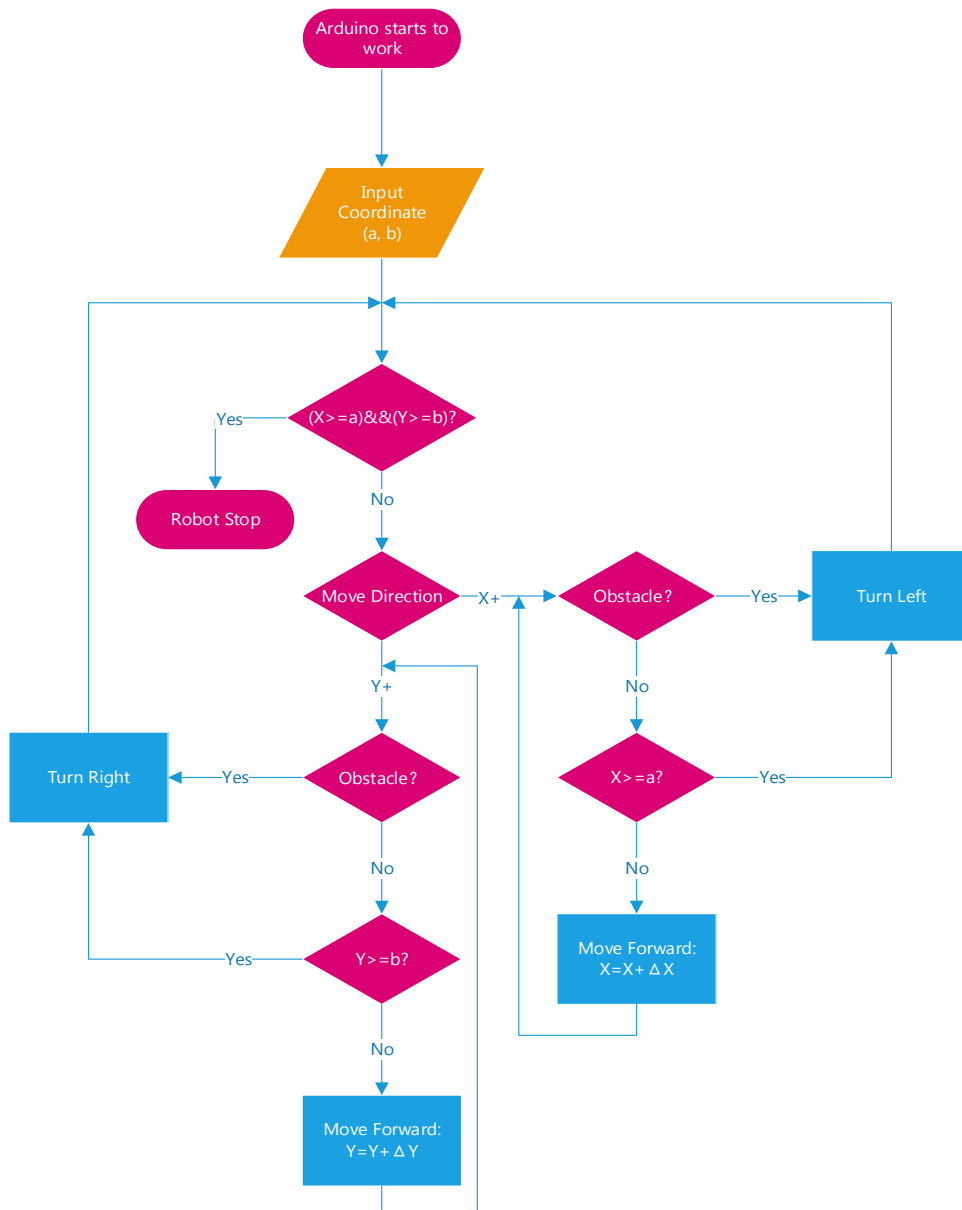 Arduino starts to
work
Input
Coordinate
(a, b)
(X>=a)&&(Y>=b)?
Yes
No
Robot Stop
Move Direction
X+
Obstacle?
Yes
Turn Left
Y+
No
Turn Right
Yes
Obstacle?
X>=a?
Yes
No
No
Move Forward:
X=X+ΔX
Yes
Y>=b?
No
Move Forward:
Y=Y+ΔY